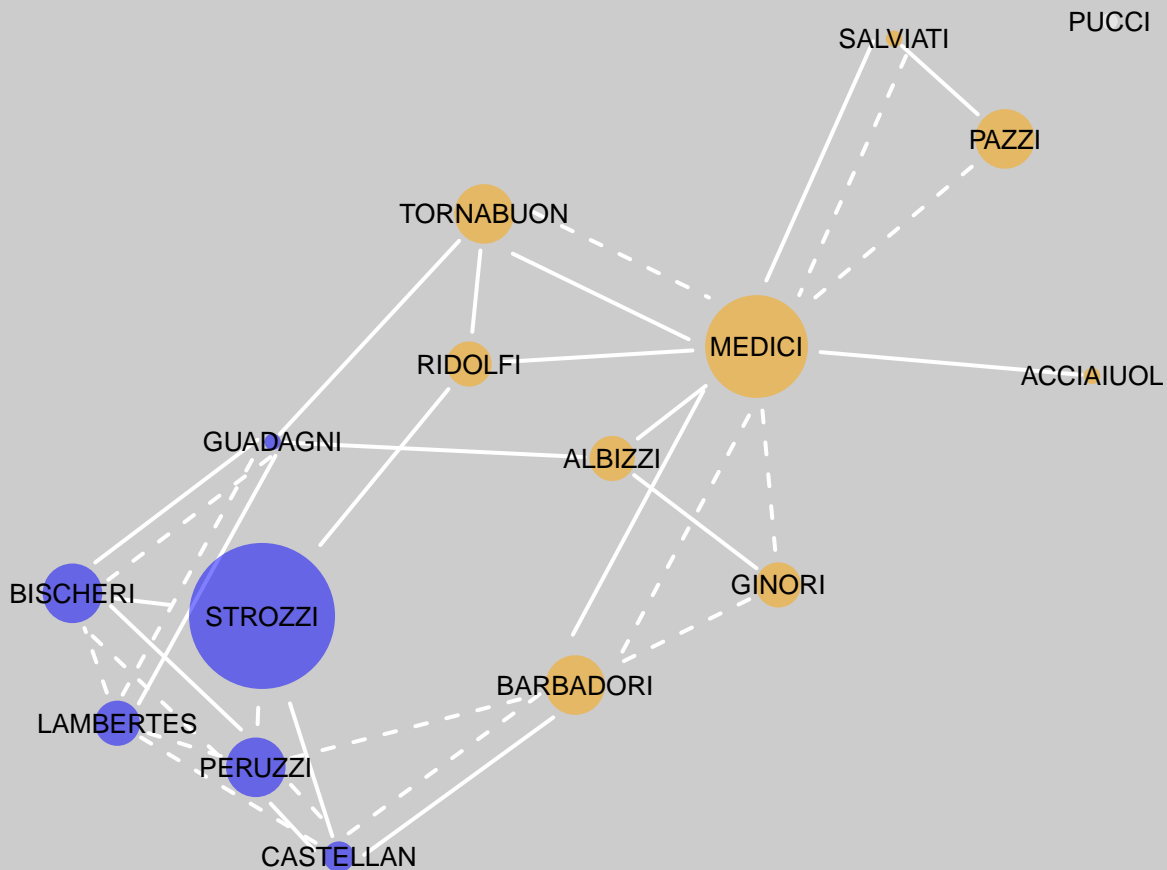 PUCCI
SALVIATI
PAZZI
TORNABUON
MEDICI
RIDOLFI
ACCIAIUOL
GUADAGNI
ALBIZZI
BISCHERI
GINORI
STROZZI
BARBADORI
LAMBERTES
PERUZZI
CASTELLAN